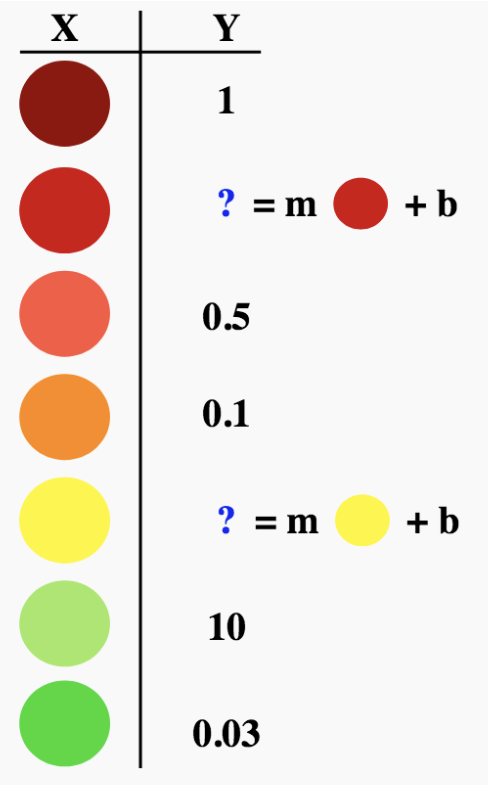 X Y
1
? = m + b
0.5
0.1
? = m + b
10
0.03